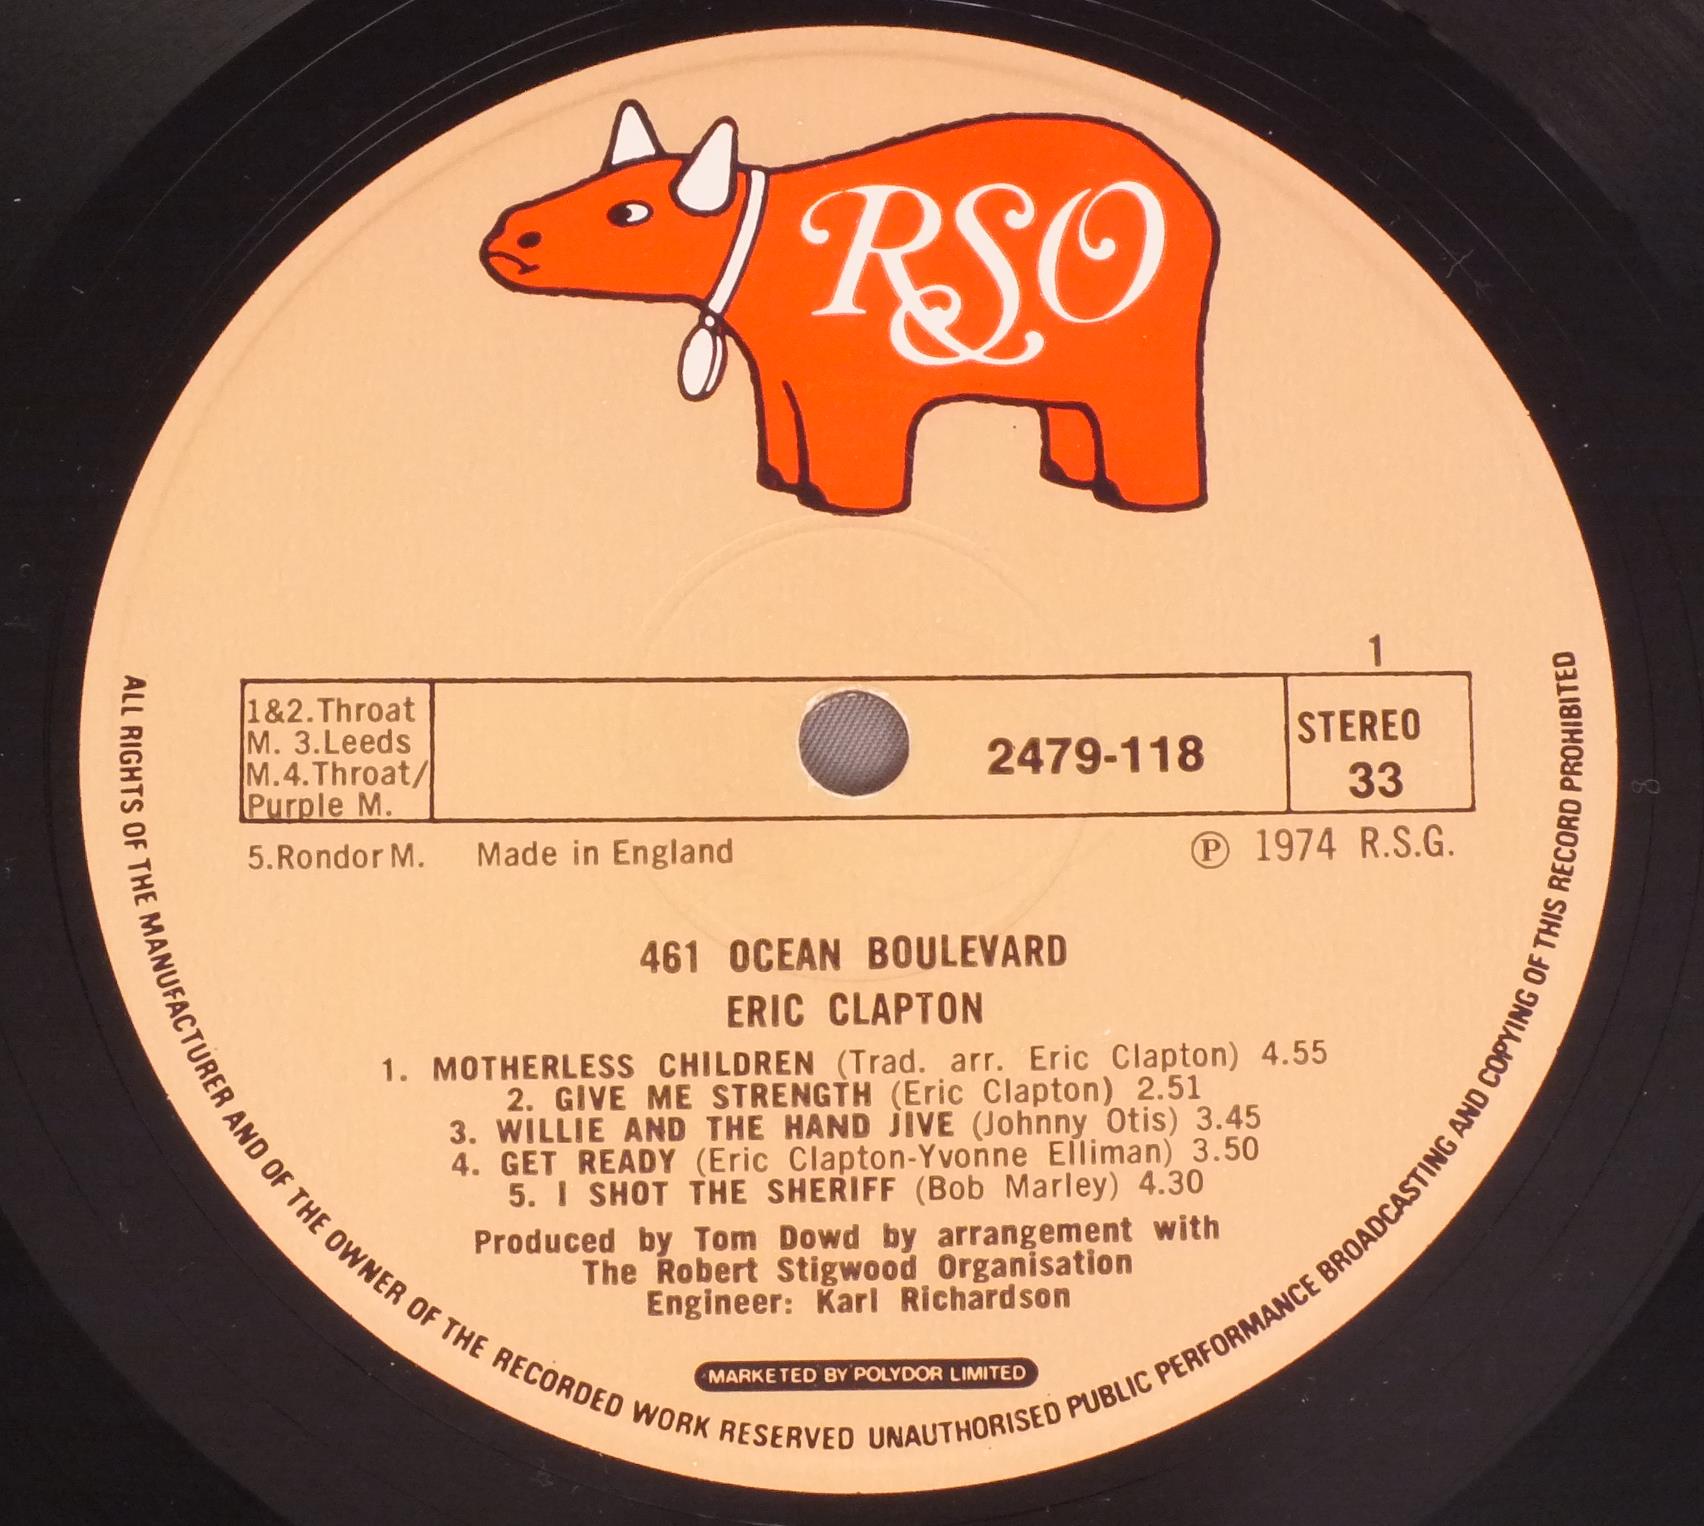 RSO
1
1&2.Throat
M. 3.Leeds
M.4.Throat/
Purple M.
5.Rondor M.
2479-118
STEREO
33
Made in England
℗ 1974 R.S.G.
461 OCEAN BOULEVARD
ERIC CLAPTON
1. MOTHERLESS CHILDREN (Trad. arr. Eric Clapton) 4.55
2. GIVE ME STRENGTH (Eric Clapton) 2.51
3. WILLIE AND THE HAND JIVE (Johnny Otis) 3.45
4. GET READY (Eric Clapton-Yvonne Elliman) 3.50
5. I SHOT THE SHERIFF (Bob Marley) 4.30
Produced by Tom Dowd by arrangement with
The Robert Stigwood Organisation
Engineer: Karl Richardson
MARKETED BY POLYDOR LIMITED
ALL RIGHTS OF THE MANUFACTURER AND OF THE OWNER OF THE RECORDED WORK RESERVED UNAUTHORISED PUBLIC PERFORMANCE BROADCASTING AND COPYING OF THIS RECORD PROHIBITED